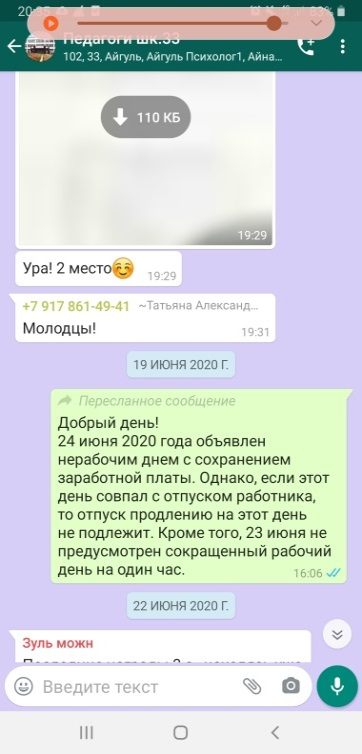 Педагоги шк.33
102, 33, Айгуль, Айгуль Психолог1, Айна...
110 КБ
19:29
Ура! 2 место
19:29
+7 917 861-49-41 ~Татьяна Александ...
Молодцы!
19:31
19 ИЮНЯ 2020 Г.
Пересланное сообщение
Добрый день!
24 июня 2020 года объявлен
нерабочим днем с сохранением
заработной платы. Однако, если этот
день совпал с отпуском работника,
то отпуск продлению на этот день
не подлежит. Кроме того, 23 июня не
предусмотрен сокращенный рабочий
день на один час.
16:06
22 ИЮНЯ 2020 Г.
Зуль можн
Введите текст